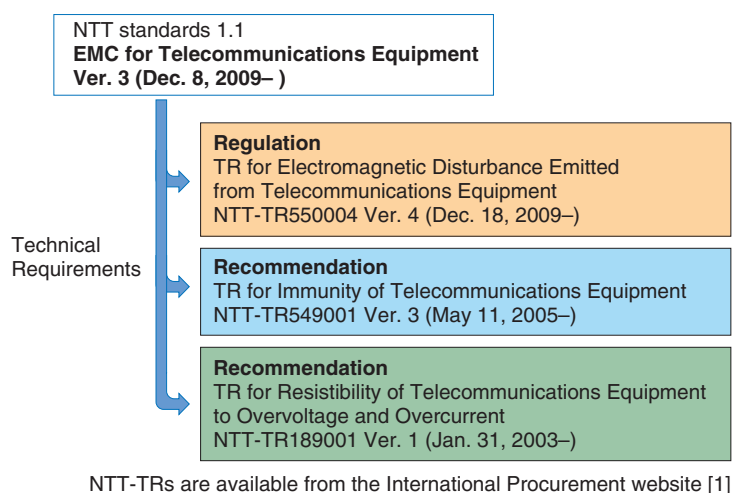 NTT standards 1.1
EMC for Telecommunications Equipment
Ver. 3 (Dec. 8, 2009– )
Regulation
TR for Electromagnetic Disturbance Emitted
from Telecommunications Equipment
NTT-TR550004 Ver. 4 (Dec. 18, 2009–)
Technical
Requirements
Recommendation
TR for Immunity of Telecommunications Equipment
NTT-TR549001 Ver. 3 (May 11, 2005–)
Recommendation
TR for Resistibility of Telecommunications Equipment
to Overvoltage and Overcurrent
NTT-TR189001 Ver. 1 (Jan. 31, 2003–)
NTT-TRs are available from the International Procurement website [1]